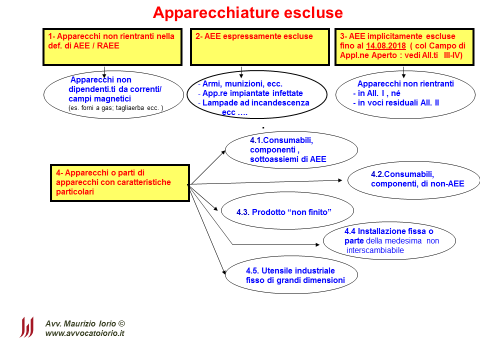 Apparecchiature escluse
1- Apparecchi non rientranti nella
def. di AEE / RAEE
2- AEE espressamente escluse
3- AEE implicitamente escluse
fino al 14.08.2018 ( col Campo di
Appl.ne Aperto : vedi All.ti III-IV)
Apparecchi non
dipendenti.ti da correnti/
campi magnetici
(es. forni a gas; tagliaerba ecc. )
- Armi, munizioni, ecc.
- App.re impiantate infettate
- Lampade ad incandescenza
ecc ....
Apparecchi non rientranti
- in All. I , né
- in voci residuali All. II
4.1.Consumabili,
componenti ,
sottoassiemi di AEE
4- Apparecchi o parti di
apparecchi con caratteristiche
particolari
4.2.Consumabili,
componenti, di non-AEE
4.3. Prodotto “non finito”
4.4 Installazione fissa o
parte della medesima non
interscambiabile
4.5. Utensile industriale
fisso di grandi dimensioni
Avv. Maurizio Iorio ©
www.avvocatoiorio.it